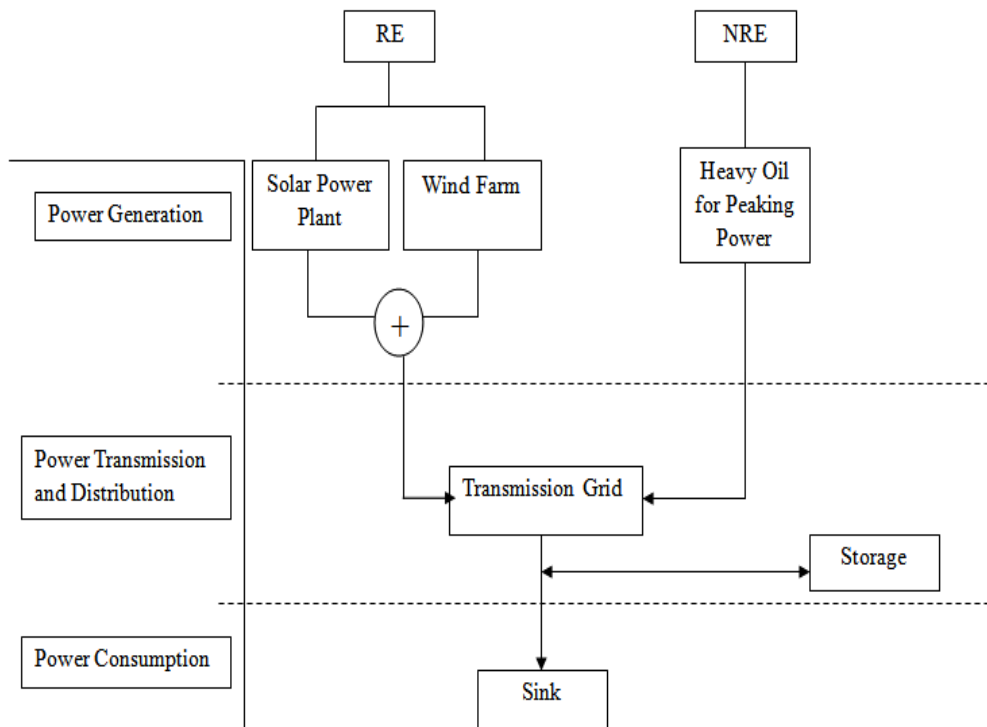 RE
NRE
Solar Power
Plant
Wind Farm
Heavy Oil
for Peaking
Power
Power Generation
+
Power Transmission
and Distribution
Transmission Grid
Storage
Power Consumption
Sink